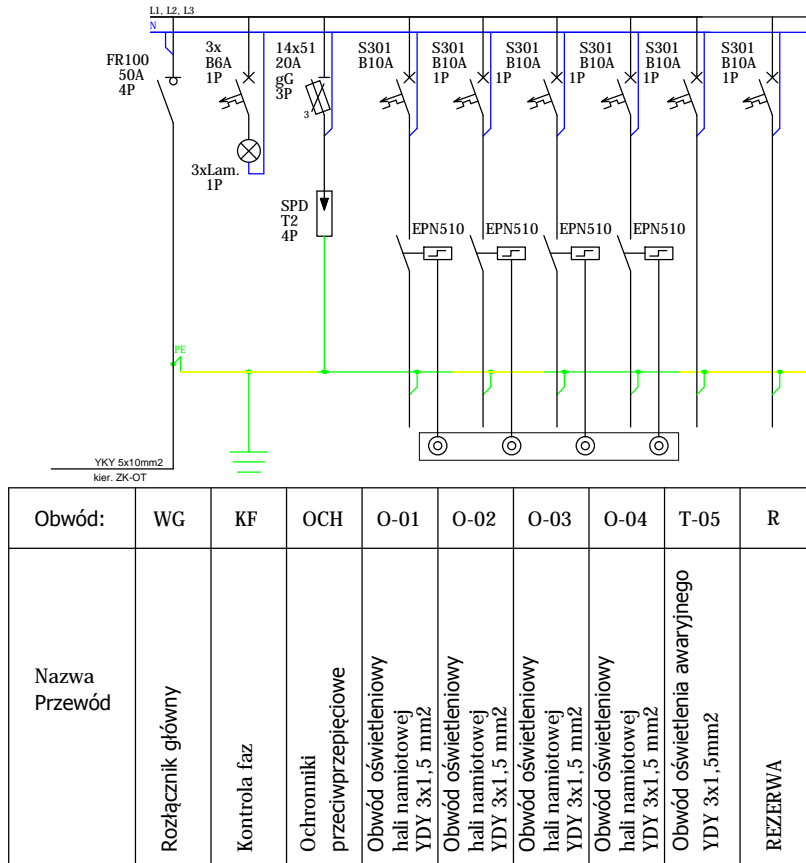 L1, L2, L3
N
FR100
50A
4P
3x
B6A
1P
3xLam.
1P
14x51
20A
gG
3P
3
SPD
T2
4P
S301
B10A
1P
S301
B10A
1P
S301
B10A
1P
S301
B10A
1P
S301
B10A
1P
S301
B10A
1P
EPN510
EPN510
EPN510
EPN510
PE
YKY 5x10mm2
kier. ZK-OT
Obwód:
WG
KF
OCH
O-01
O-02
O-03
O-04
T-05
R
Nazwa
Przewód
Rozłącznik główny
Kontrola faz
Ochronniki
przeciwprzepięciowe
Obwód oświetleniowy
hali namiotowej
YDY 3x1,5 mm2
Obwód oświetleniowy
hali namiotowej
YDY 3x1,5 mm2
Obwód oświetleniowy
hali namiotowej
YDY 3x1,5 mm2
Obwód oświetleniowy
hali namiotowej
YDY 3x1,5 mm2
Obwód oświetlenia awaryjnego
YDY 3x1,5mm2
REZERWA